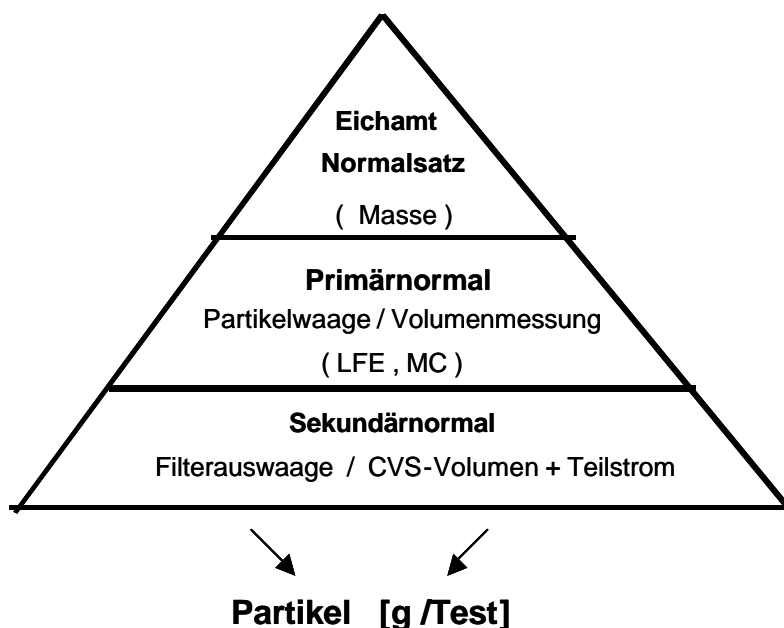 Eichamt
Normalsatz
( Masse )
Primärnormal
Partikelwaage / Volumenmessung
( LFE , MC )
Sekundärnormal
Filterauswaage / CVS-Volumen + Teilstrom
Partikel [g /Test]